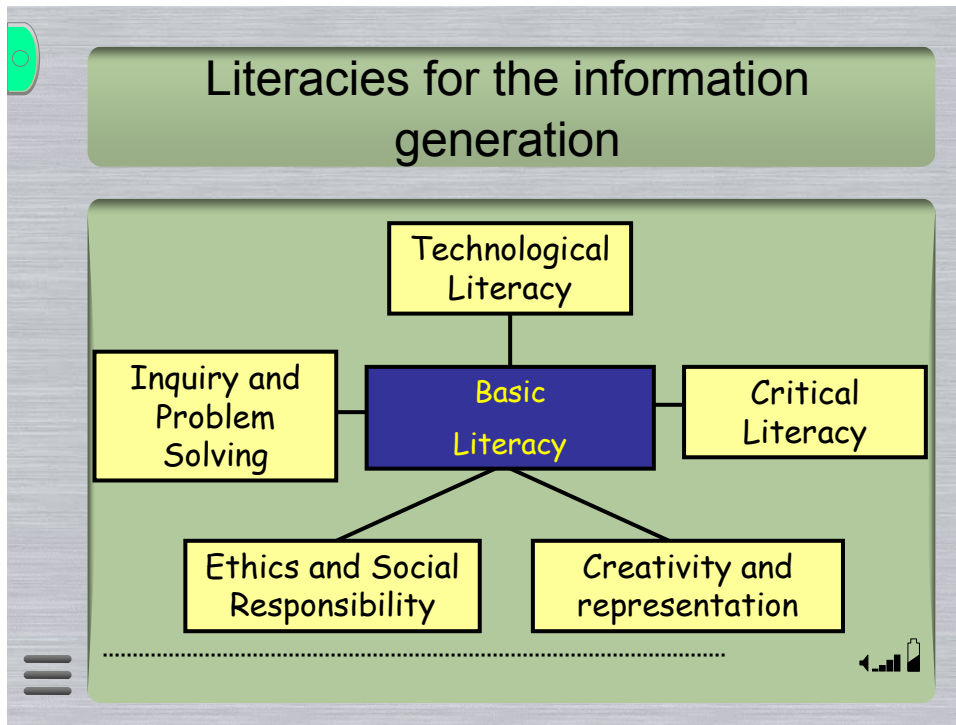 Literacies for the information
generation
Technological
Literacy
Inquiry and
Problem
Solving
Basic
Literacy
Critical
Literacy
Ethics and Social
Responsibility
Creativity and
representation